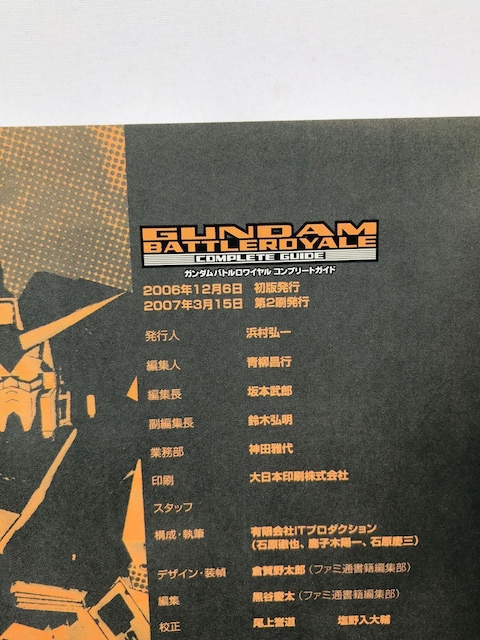 GUNDAM
BATTLEROYALE
COMPLETE GUIDE
ガンダムバトルロワイヤル コンプリートガイド
2006年12月6日 初版発行
2007年3月15日 第2刷発行
発行人 浜村弘一
編集人 青柳昌行
編集長 坂本武郎
副編集長 鈴木弘明
業務部 神田雅代
印刷 大日本印刷株式会社
スタッフ
構成・執筆 有限会社ITプロダクション
(石原徹也、鹿子木陽一、石原慶三)
デザイン・装幀 倉賀野太郎(ファミ通書籍編集部)
編集 黒谷慶太(ファミ通書籍編集部)
校正 尾上誉道 塩野入大輔